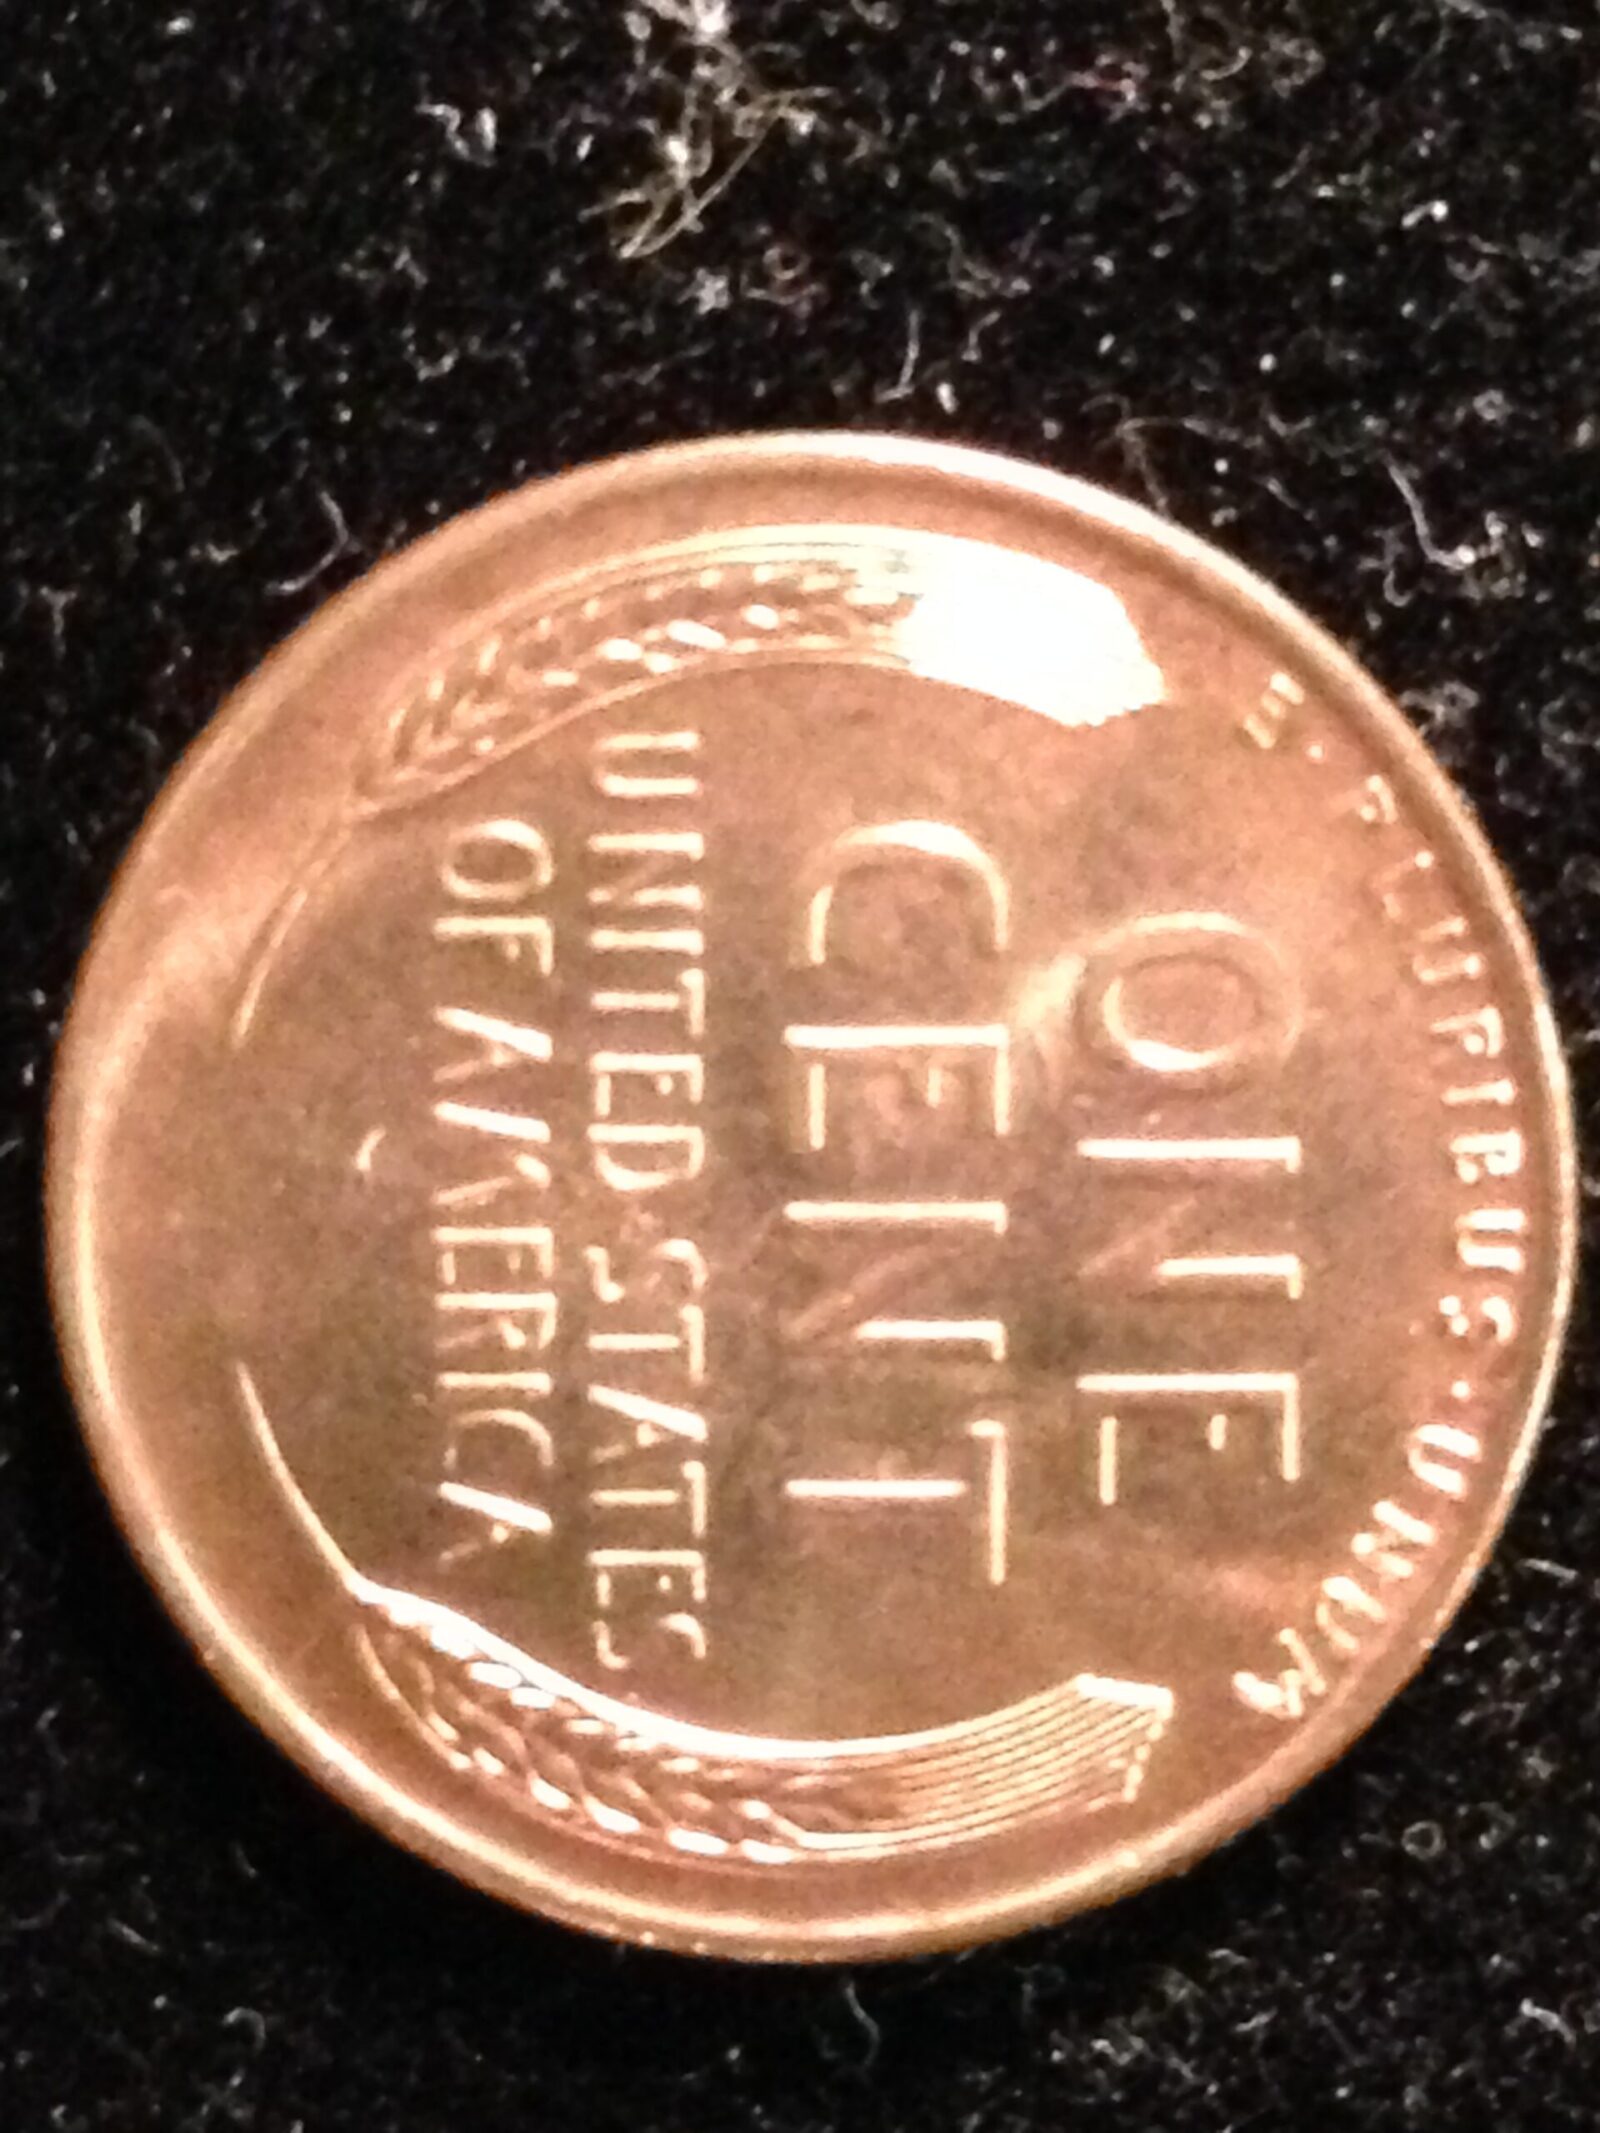 E·PLURIBUS·UNUM
ONE
CENT
UNITED STATES
OF AMERICA